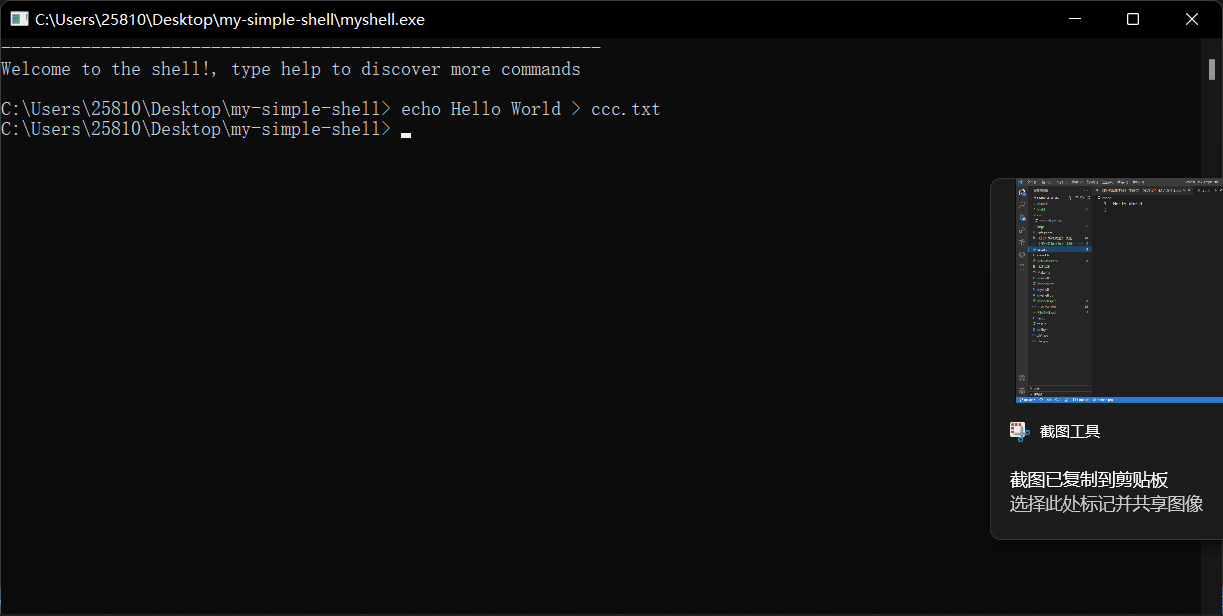 C:\Users\25810\Desktop\my-simple-shell\myshell.exe
------------------------------------------------------------
Welcome to the shell!, type help to discover more commands
C:\Users\25810\Desktop\my-simple-shell> echo Hello World > ccc.txt
C:\Users\25810\Desktop\my-simple-shell>
截图工具
截图已复制到剪贴板
选择此处标记并共享图像